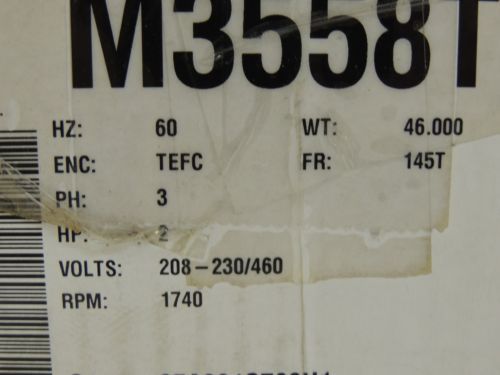 M3558T
HZ: 60 WT: 46.000
ENC: TEFC FR: 145T
PH: 3
HP: 2
VOLTS: 208-230/460
RPM: 1740